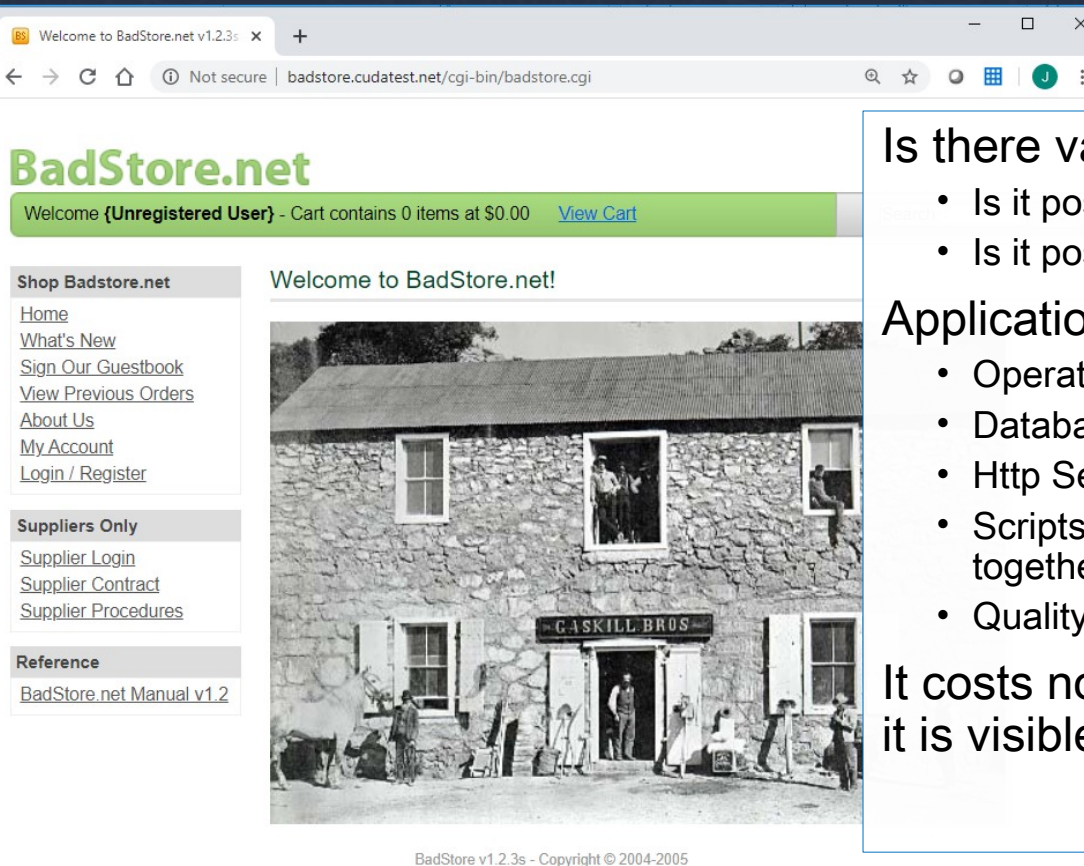 Welcome to BadStore.net v1.2.3s
Not secure | badstore.cudatest.net/cgi-bin/badstore.cgi
BadStore.net
Welcome {Unregistered User} - Cart contains 0 items at $0.00 View Cart
Shop Badstore.net
Home
What's New
Sign Our Guestbook
View Previous Orders
About Us
My Account
Login / Register
Suppliers Only
Supplier Login
Supplier Contract
Supplier Procedures
Reference
BadStore.net Manual v1.2
Welcome to BadStore.net!
GASKILL BROS
BadStore v1.2.3s - Copyright © 2004-2005
Is there va
• Is it pos
• Is it pos
Applicatio
• Operat
• Databa
• Http Se
• Scripts
togethe
• Quality
It costs no
it is visible